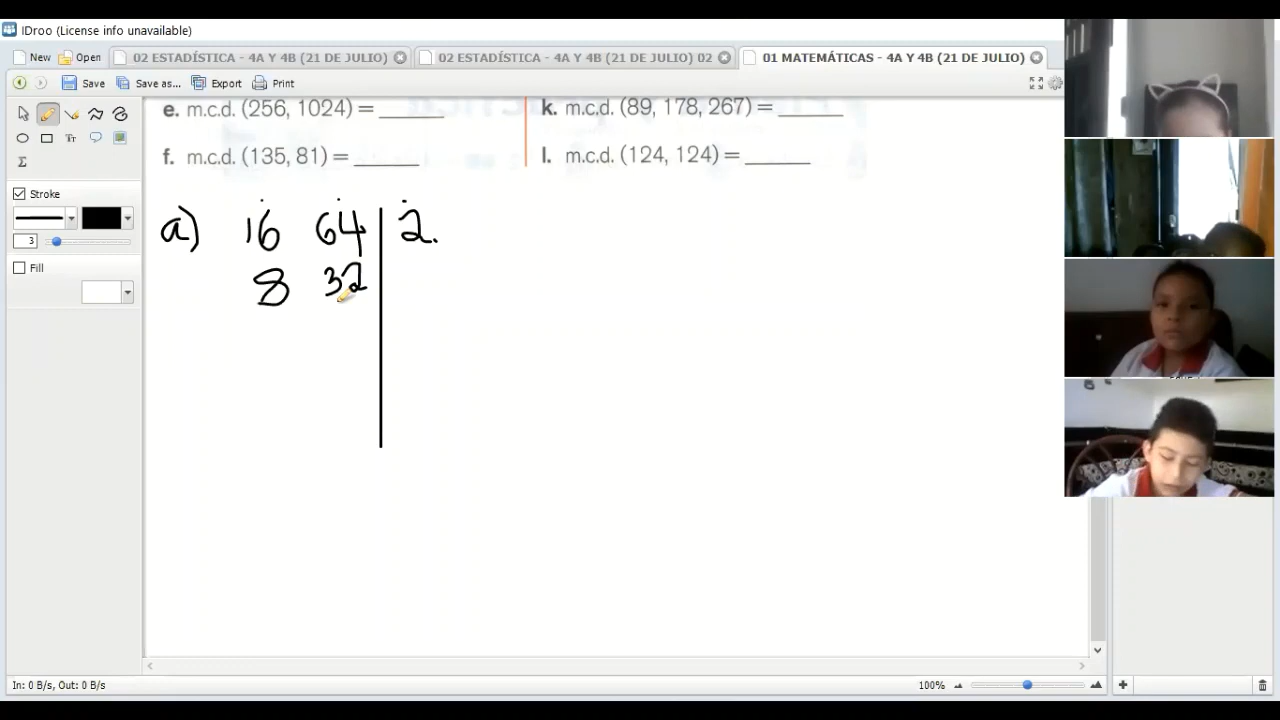 IDroo (License info unavailable)
New Open 02 ESTADÍSTICA - 4A Y 4B (21 DE JULIO) 02 ESTADÍSTICA - 4A Y 4B (21 DE JULIO) 02 01 MATEMÁTICAS - 4A Y 4B (21 DE JULIO)
Save Save as... Export Print
e. m.c.d. (256, 1024) = ______ k. m.c.d. (89, 178, 267) = ______
f. m.c.d. (135, 81) = ______ l. m.c.d. (124, 124) = ______
Tт
Σ
Stroke
3
Fill
a) 16 64 2.
8 32
In: 0 B/s, Out: 0 B/s 100%